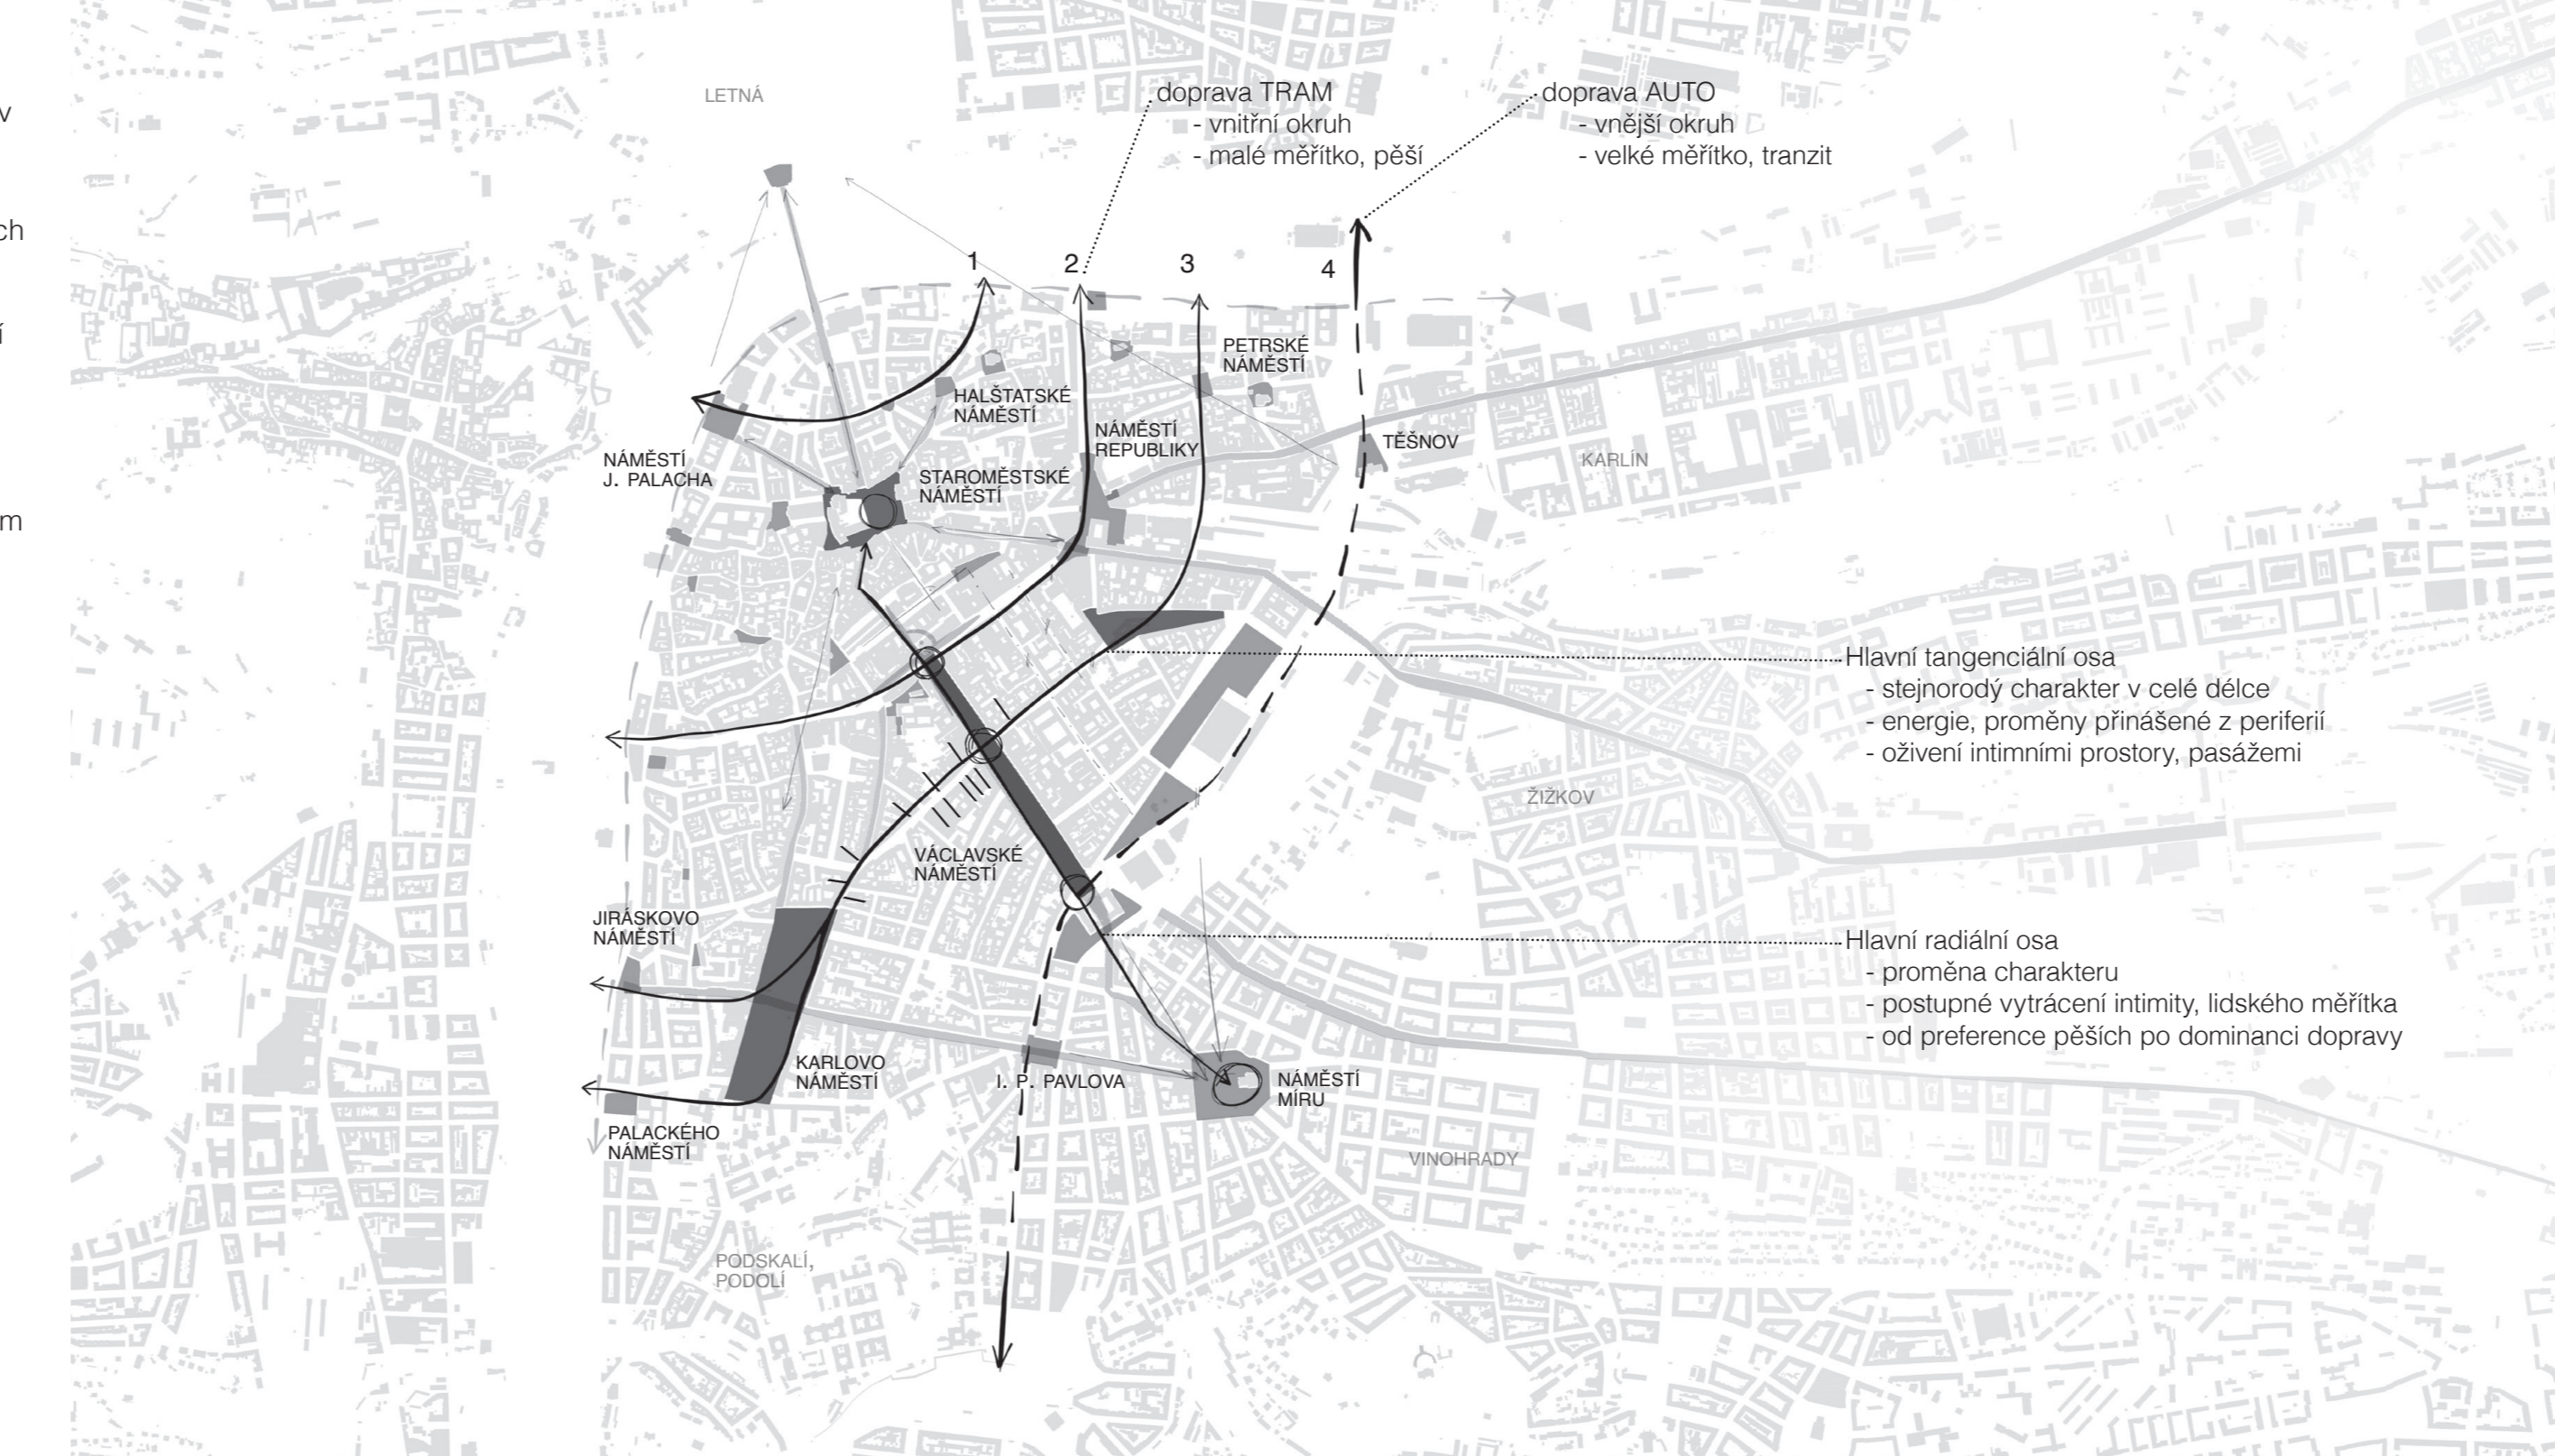 v
ch
í
m
LETNÁ
doprava TRAM
- vnitřní okruh
- malé měřítko, pěší
doprava AUTO
- vnější okruh
- velké měřítko, tranzit
1
2
3
4
PETRSKÉ
NÁMĚSTÍ
HALŠTATSKÉ
NÁMĚSTÍ
NÁMĚSTÍ
REPUBLIKY
TĚŠNOV
KARLÍN
NÁMĚSTÍ
J. PALACHA
STAROMĚSTSKÉ
NÁMĚSTÍ
Hlavní tangenciální osa
- stejnorodý charakter v celé délce
- energie, proměny přinášené z periferií
- oživení intimními prostory, pasážemi
ŽIŽKOV
VÁCLAVSKÉ
NÁMĚSTÍ
JIRÁSKOVO
NÁMĚSTÍ
Hlavní radiální osa
- proměna charakteru
- postupné vytrácení intimity, lidského měřítka
- od preference pěších po dominanci dopravy
KARLOVO
NÁMĚSTÍ
I. P. PAVLOVA
NÁMĚSTÍ
MÍRU
PALACKÉHO
NÁMĚSTÍ
VINOHRADY
PODSKALÍ,
PODOLÍ